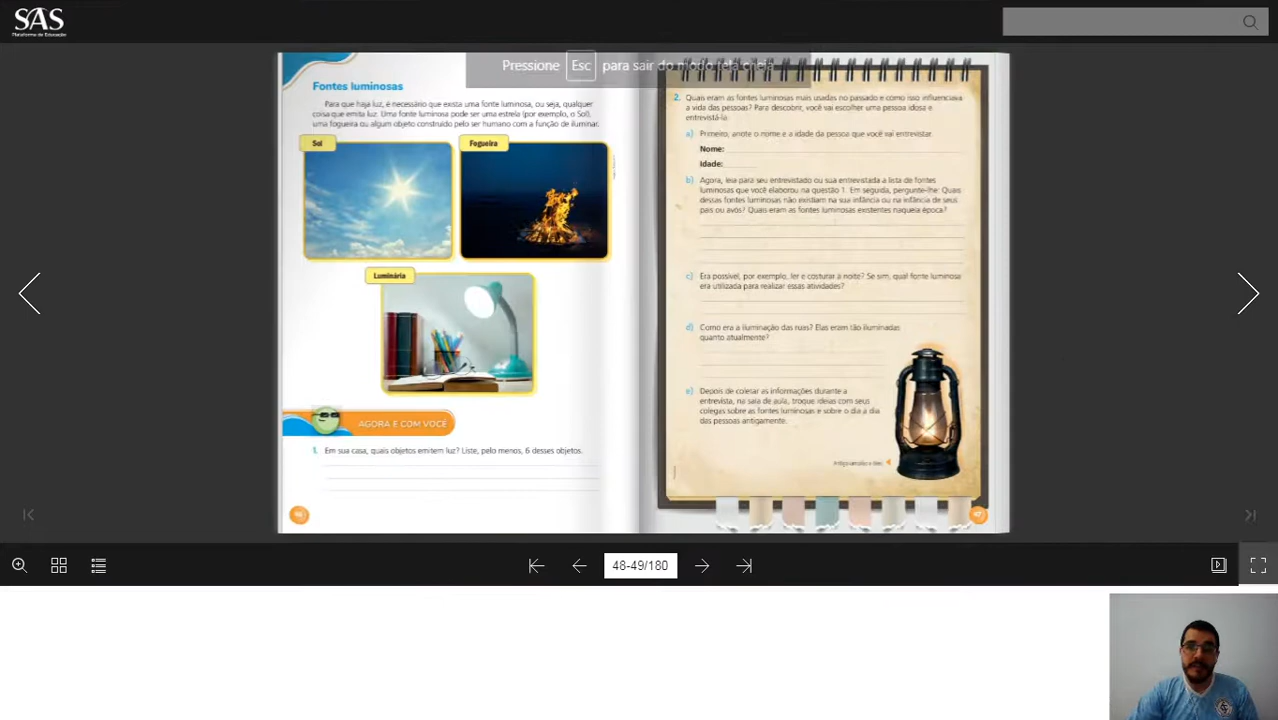 SAS
Plataforma de Educação
Pressione Esc para sair do modo tela cheia
Fontes luminosas
Para que haja luz, é necessário que exista uma fonte luminosa, ou seja, qualquer
coisa que emita luz. Uma fonte luminosa pode ser uma estrela (por exemplo, o Sol),
uma fogueira ou algum objeto construído pelo ser humano com a função de iluminar.
Sol
Fogueira
Luminária
AGORA É COM VOCÊ
1. Em sua casa, quais objetos emitem luz? Liste, pelo menos, 6 desses objetos.
2. Quais eram as fontes luminosas mais usadas no passado e como isso influenciava
a vida das pessoas? Para descobrir, você vai escolher uma pessoa idosa e
entrevistá-la.
a) Primeiro, anote o nome e a idade da pessoa que você vai entrevistar.
Nome:
Idade:
b) Agora, leia para seu entrevistado ou sua entrevistada a lista de fontes
luminosas que você elaborou na questão 1. Em seguida, pergunte-lhe: Quais
dessas fontes luminosas não existiam na sua infância ou na infância de seus
pais ou avós? Quais eram as fontes luminosas existentes naquela época?
c) Era possível, por exemplo, ler e costurar à noite? Se sim, qual fonte luminosa
era utilizada para realizar essas atividades?
d) Como era a iluminação das ruas? Elas eram tão iluminadas
quanto atualmente?
e) Depois de coletar as informações durante a
entrevista, na sala de aula, troque ideias com seus
colegas sobre as fontes luminosas e sobre o dia a dia
das pessoas antigamente.
48-49/180